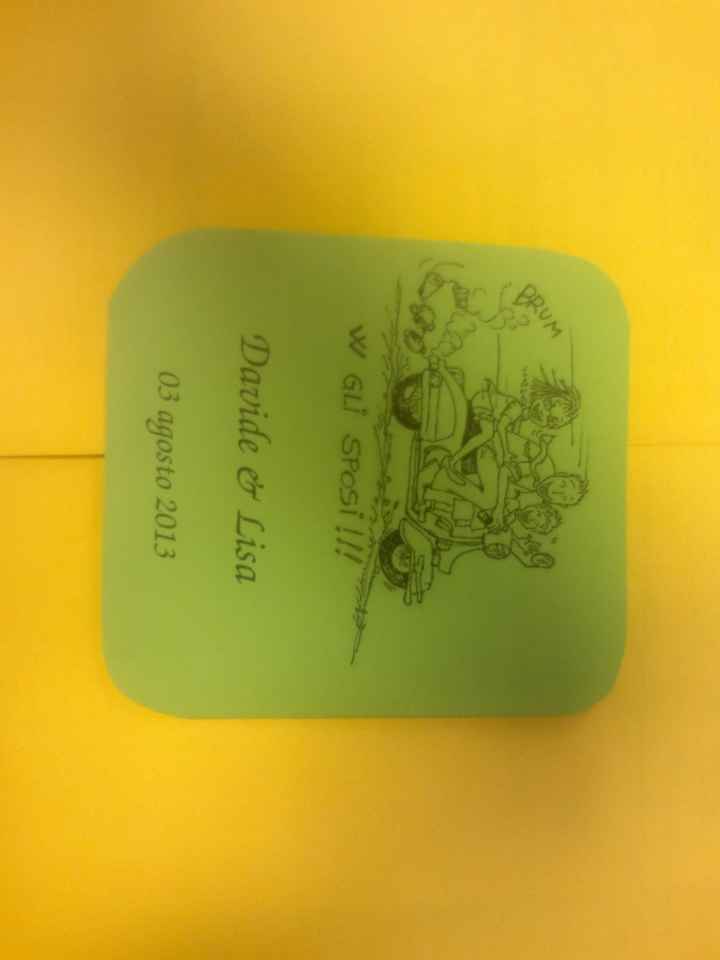 BRUM
W GLI SPOSI!!!
Davide & Lisa
03 agosto 2013